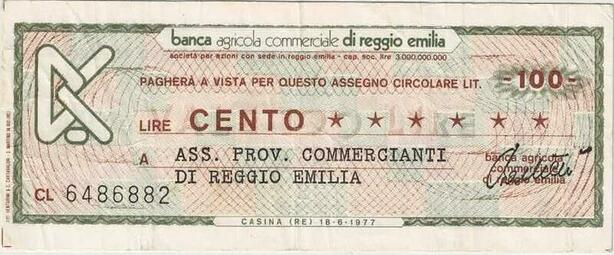 banca agricola commerciale di reggio emilia
società per azioni con sede in reggio emilia - cap. soc. lire 3.000.000.000
PAGHERÀ A VISTA PER QUESTO ASSEGNO CIRCOLARE LIT. -100-
LIRE CENTO ★ ★ ★ ★ ★ ★
A ASS. PROV. COMMERCIANTI
DI REGGIO EMILIA
banca agricola
commerciale
di reggio emilia
CL 6486882
CASINA (RE) 18-6-1977